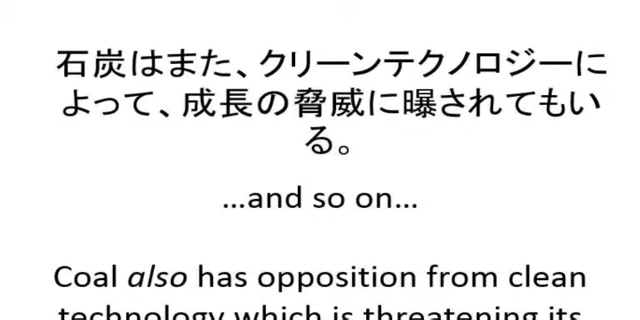 石炭はまた、クリーンテクノロジーに
よって、成長の脅威に曝されてもい
る。
...and so on...
Coal also has opposition from clean
technology which is threatening its